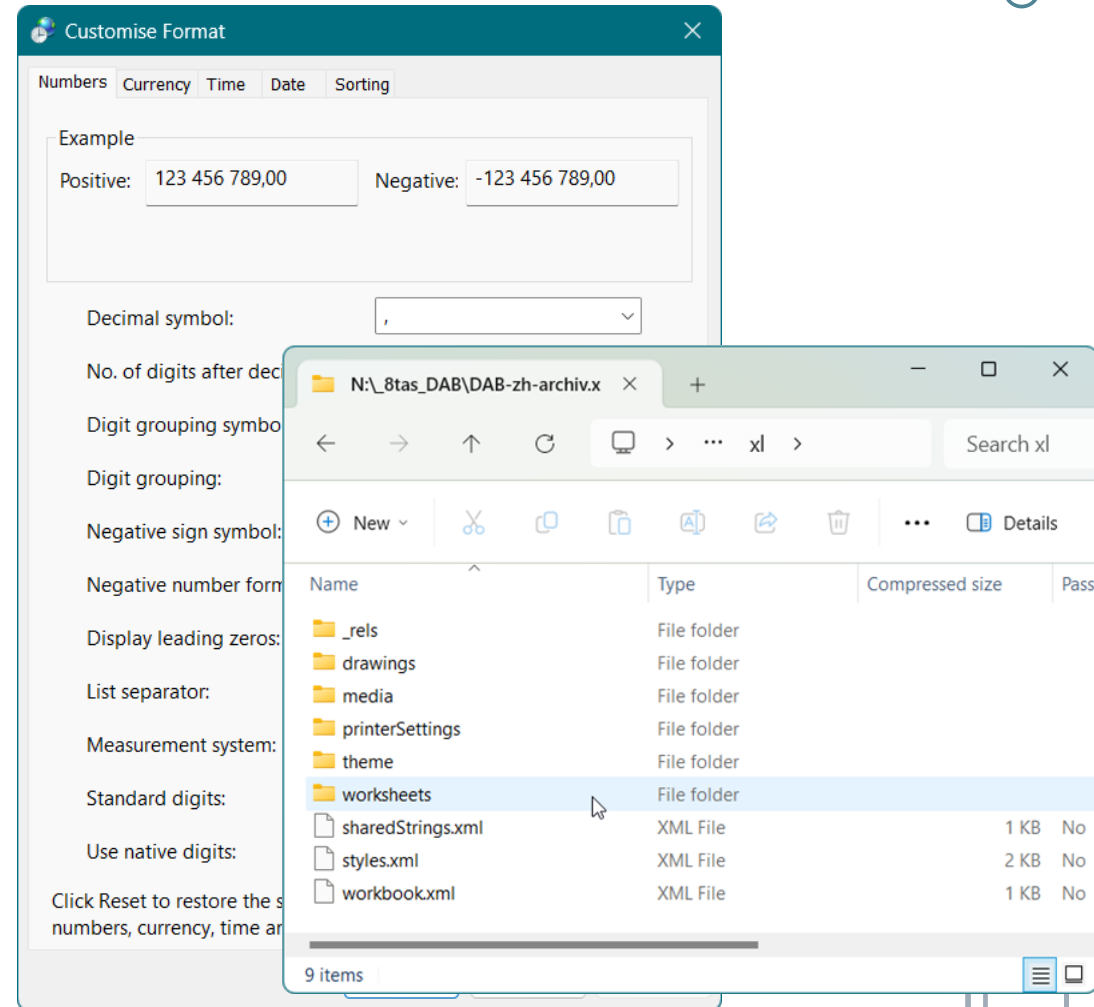 Customise Format
Numbers Currency Time Date Sorting
Example
Positive: 123 456 789,00 Negative: -123 456 789,00
Decimal symbol: ,
No. of digits after deci
Digit grouping symbo
Digit grouping:
Negative sign symbol:
Negative number form
Display leading zeros:
List separator:
Measurement system:
Standard digits:
Use native digits:
Click Reset to restore the s
numbers, currency, time an
N:\_8tas_DAB\DAB-zh-archiv.x
xl Search xl
New Details
Name Type Compressed size Pass
_rels File folder
drawings File folder
media File folder
printerSettings File folder
theme File folder
worksheets File folder
sharedStrings.xml XML File 1 KB No
styles.xml XML File 2 KB No
workbook.xml XML File 1 KB No
9 items